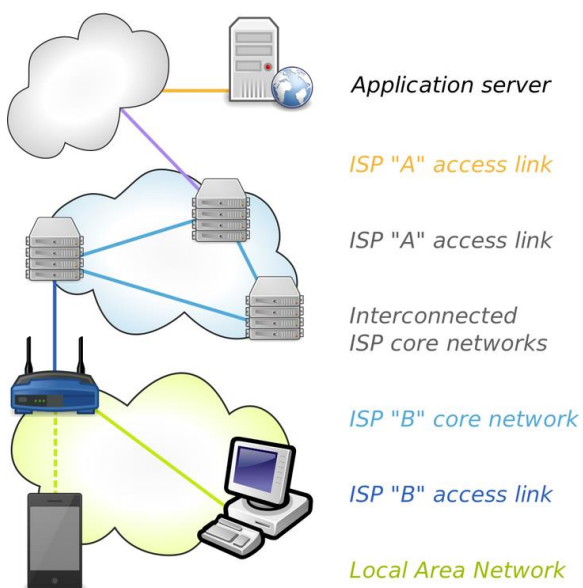 Application server
ISP "A" access link
ISP "A" access link
Interconnected
ISP core networks
ISP "B" core network
ISP "B" access link
Local Area Network